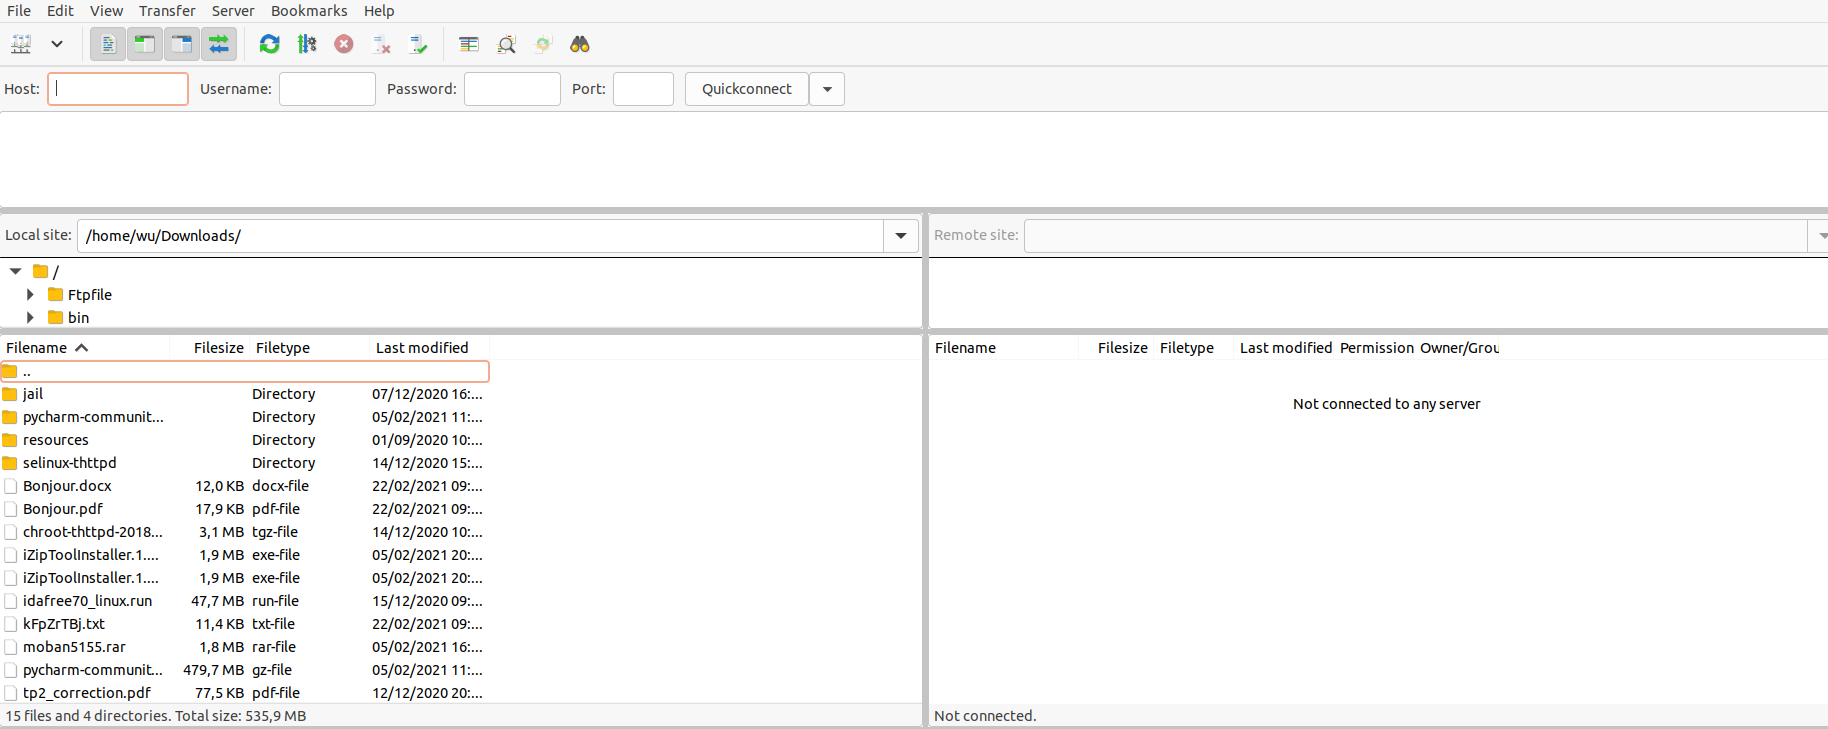 File Edit View Transfer Server Bookmarks Help
Host: Username: Password: Port: Quickconnect
Local site: /home/wu/Downloads/
Remote site:
/
Ftpfile
bin
Filename Filesize Filetype Last modified
..
jail Directory 07/12/2020 16:...
pycharm-communit... Directory 05/02/2021 11:...
resources Directory 01/09/2020 10:...
selinux-thttpd Directory 14/12/2020 15:...
Bonjour.docx 12,0 KB docx-file 22/02/2021 09:...
Bonjour.pdf 17,9 KB pdf-file 22/02/2021 09:...
chroot-thttpd-2018... 3,1 MB tgz-file 14/12/2020 10:...
iZipToolInstaller.1.... 1,9 MB exe-file 05/02/2021 20:...
iZipToolInstaller.1.... 1,9 MB exe-file 05/02/2021 20:...
idafree70_linux.run 47,7 MB run-file 15/12/2020 09:...
kFpZrTBj.txt 11,4 KB txt-file 22/02/2021 09:...
moban5155.rar 1,8 MB rar-file 05/02/2021 16:...
pycharm-communit... 479,7 MB gz-file 05/02/2021 11:...
tp2_correction.pdf 77,5 KB pdf-file 12/12/2020 20:...
15 files and 4 directories. Total size: 535,9 MB
Filename Filesize Filetype Last modified Permission Owner/Grou
Not connected to any server
Not connected.